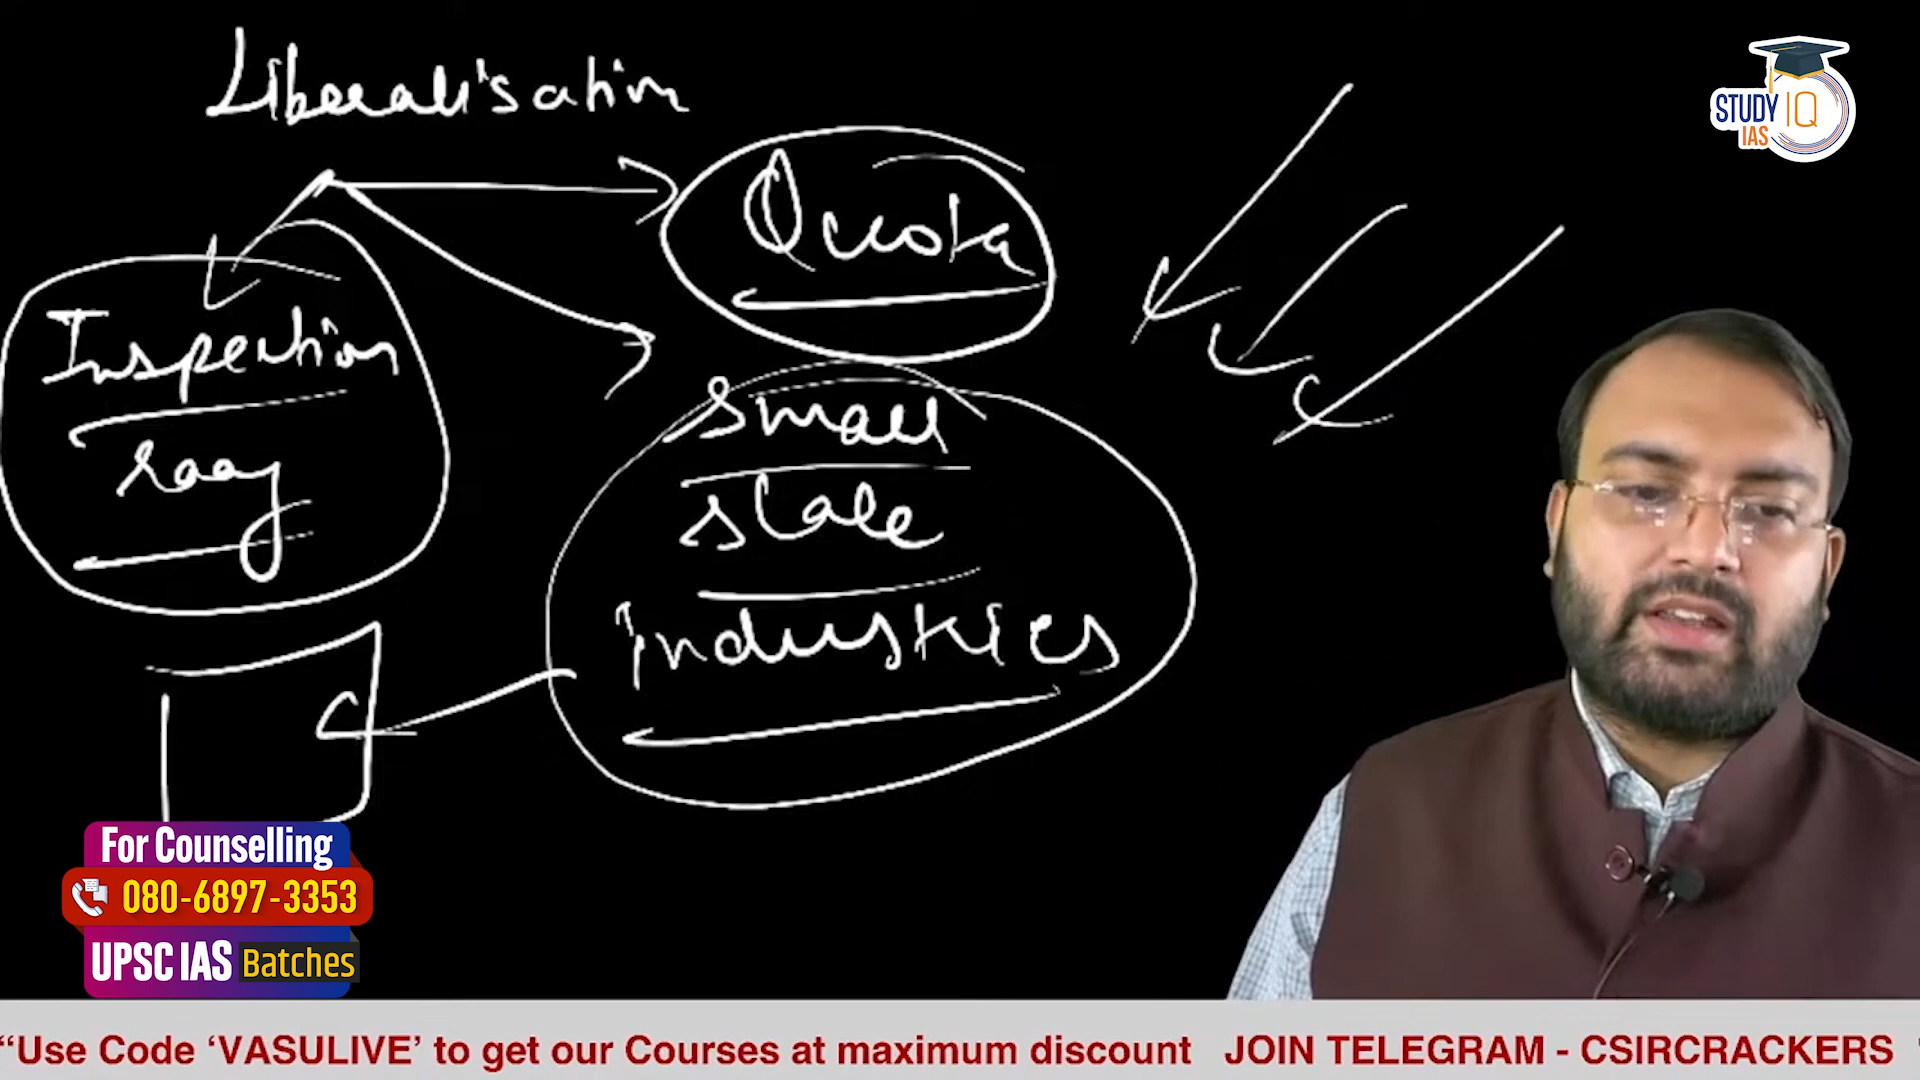 Liberalisation
Quota
Inspection
raaj
small
scale
industries
STUDY IQ
IAS
For Counselling
080-6897-3353
UPSC IAS Batches
“Use Code ‘VASULIVE’ to get our Courses at maximum discount JOIN TELEGRAM - CSIRCRACKERS